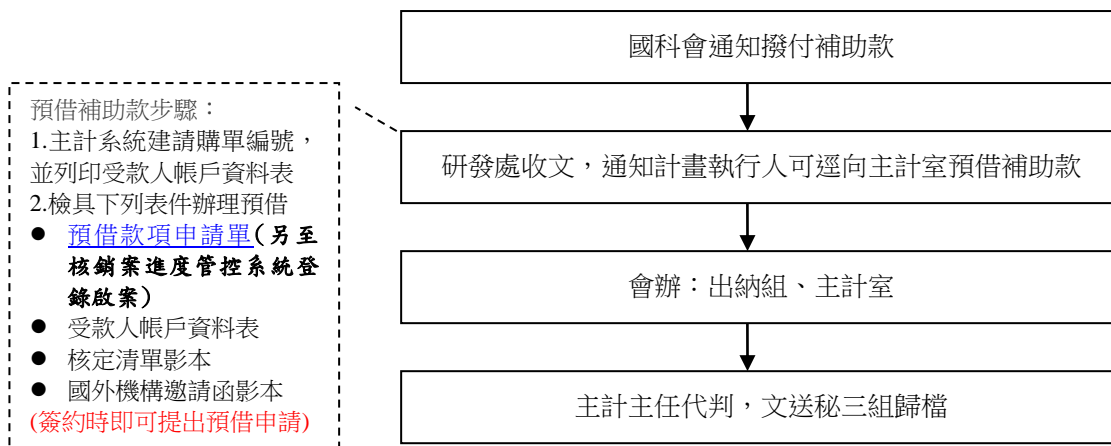 國科會通知撥付補助款
預借補助款步驟：
1.主計系統建請購單編號，
並列印受款人帳戶資料表
2.檢具下列表件辦理預借
● 預借款項申請單(另至
核銷案進度管控系統登
錄啟案)
● 受款人帳戶資料表
● 核定清單影本
● 國外機構邀請函影本
(簽約時即可提出預借申請)
研發處收文，通知計畫執行人可逕向主計室預借補助款
會辦：出納組、主計室
主計主任代判，文送秘三組歸檔